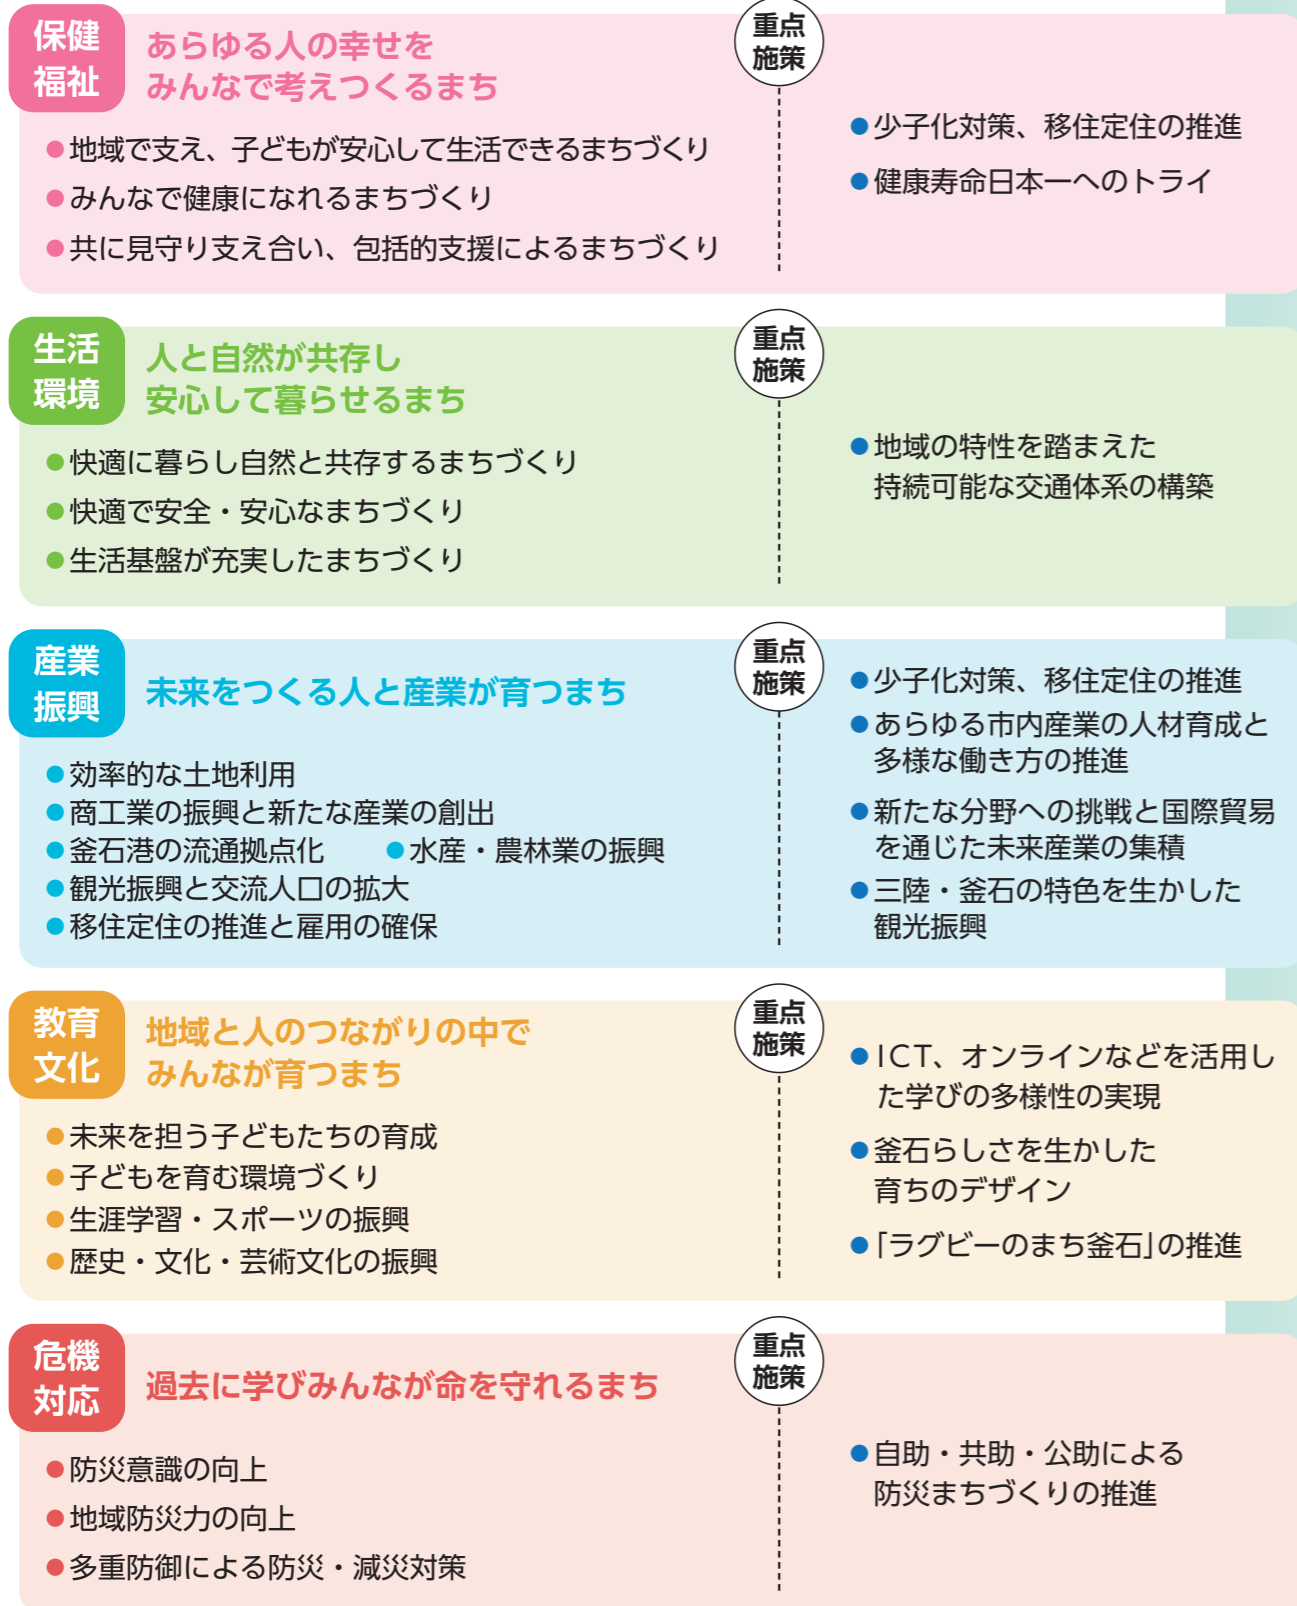 保健
福祉
あらゆる人の幸せを
みんなで考えつくるまち
●地域で支え、子どもが安心して生活できるまちづくり
●みんなで健康になれるまちづくり
●共に見守り支え合い、包括的支援によるまちづくり
重点
施策
●少子化対策、移住定住の推進
●健康寿命日本一へのトライ
生活
環境
人と自然が共存し
安心して暮らせるまち
●快適に暮らし自然と共存するまちづくり
●快適で安全・安心なまちづくり
●生活基盤が充実したまちづくり
重点
施策
●地域の特性を踏まえた
持続可能な交通体系の構築
産業
振興
未来をつくる人と産業が育つまち
●効率的な土地利用
●商工業の振興と新たな産業の創出
●釜石港の流通拠点化 ●水産・農林業の振興
●観光振興と交流人口の拡大
●移住定住の推進と雇用の確保
重点
施策
●少子化対策、移住定住の推進
●あらゆる市内産業の人材育成と
多様な働き方の推進
●新たな分野への挑戦と国際貿易
を通じた未来産業の集積
●三陸・釜石の特色を生かした
観光振興
教育
文化
地域と人のつながりの中で
みんなが育つまち
●未来を担う子どもたちの育成
●子どもを育む環境づくり
●生涯学習・スポーツの振興
●歴史・文化・芸術文化の振興
重点
施策
●ICT、オンラインなどを活用し
た学びの多様性の実現
●釜石らしさを生かした
育ちのデザイン
●「ラグビーのまち釜石」の推進
危機
対応
過去に学びみんなが命を守れるまち
●防災意識の向上
●地域防災力の向上
●多重防御による防災・減災対策
重点
施策
●自助・共助・公助による
防災まちづくりの推進